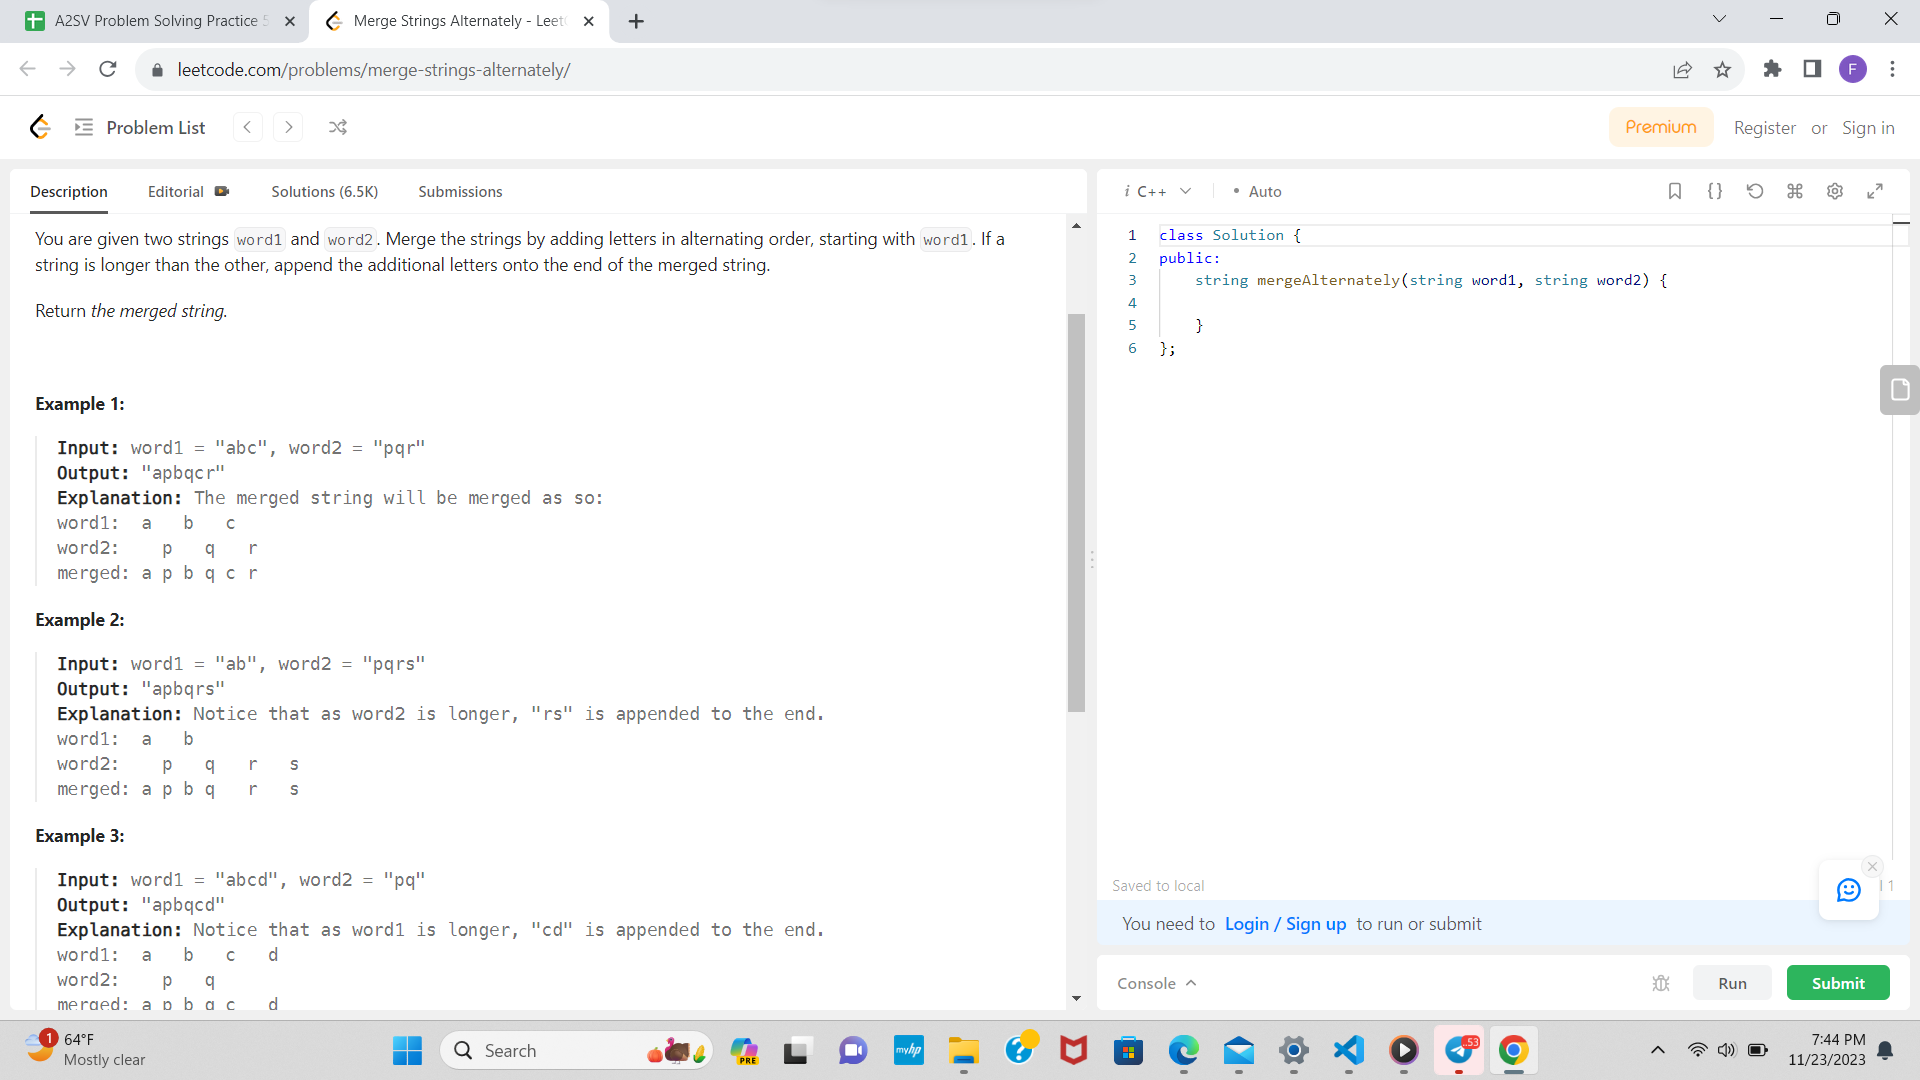 A2SV Problem Solving Practice 5
Merge Strings Alternately - Leet
leetcode.com/problems/merge-strings-alternately/
F
Problem List
Premium
Register or Sign in
Description
Editorial
Solutions (6.5K)
Submissions
i C++
• Auto
You are given two strings word1 and word2. Merge the strings by adding letters in alternating order, starting with word1. If a
string is longer than the other, append the additional letters onto the end of the merged string.
Return the merged string.
Example 1:
Input: word1 = "abc", word2 = "pqr"
Output: "apbqcr"
Explanation: The merged string will be merged as so:
word1:  a   b   c
word2:    p   q   r
merged: a p b q c r
Example 2:
Input: word1 = "ab", word2 = "pqrs"
Output: "apbqrs"
Explanation: Notice that as word2 is longer, "rs" is appended to the end.
word1:  a   b
word2:    p   q   r   s
merged: a p b q   r   s
Example 3:
Input: word1 = "abcd", word2 = "pq"
Output: "apbqcd"
Explanation: Notice that as word1 is longer, "cd" is appended to the end.
word1:  a   b   c   d
word2:    p   q
merged: a p b q c   d
1 class Solution {
2 public:
3     string mergeAlternately(string word1, string word2) {
4
5     }
6 };
Saved to local
l 1
You need to Login / Sign up to run or submit
Console
Run
Submit
1
64°F
Mostly clear
Search
PRE
myhp
?
53
7:44 PM
11/23/2023